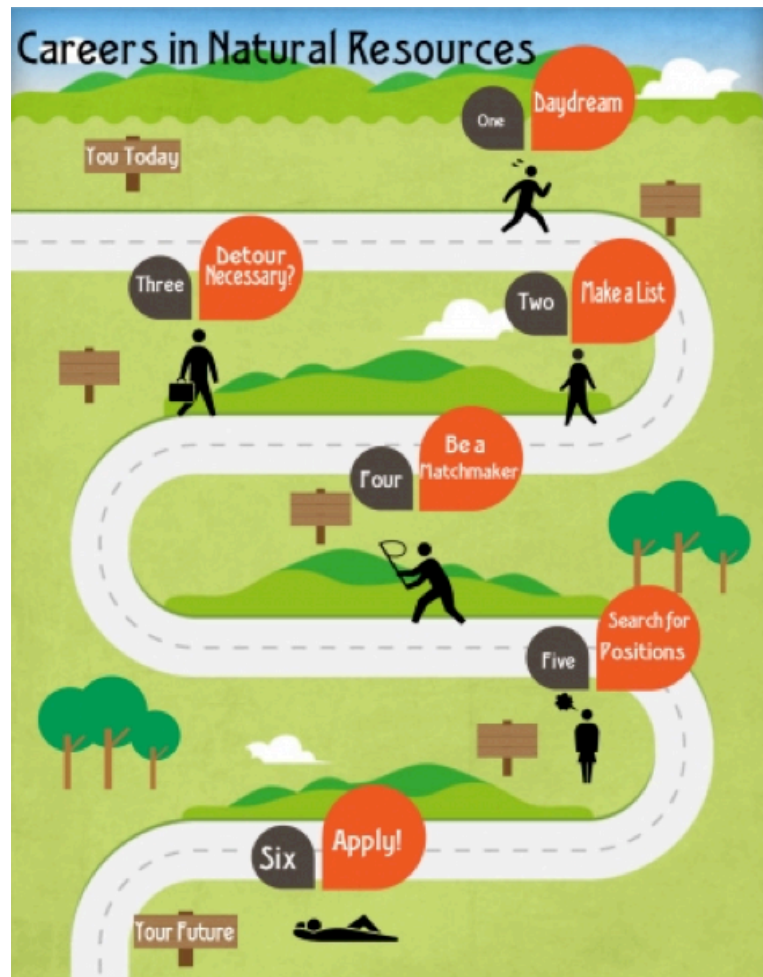 Careers in Natural Resources
One
Daydream
You Today
Three
Detour
Necessary?
Two
Make a List
Four
Be a
Matchmaker
Five
Search for
Positions
Six
Apply!
Your Future